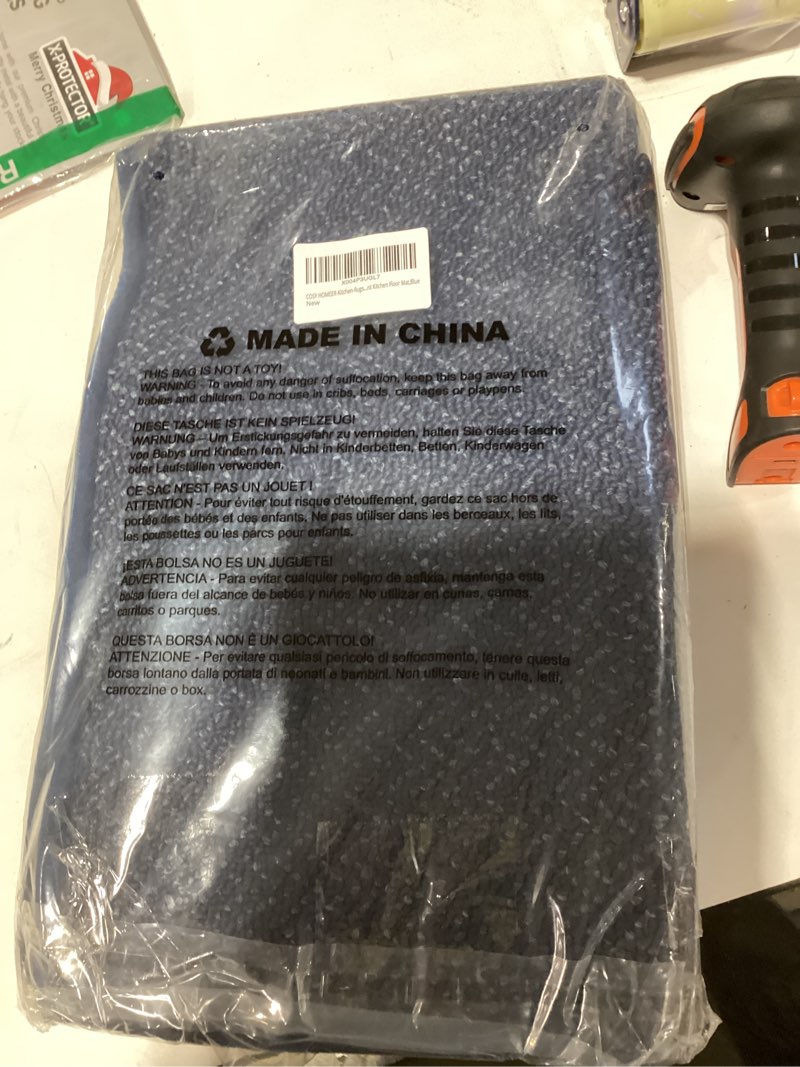 X-PROTECTOR
Merry Christm
R
X004P3UGL7
COSY HOMEER Kitchen-Rugs...nt Kitchen Floor Mat,Blue
New
MADE IN CHINA
THIS BAG IS NOT A TOY!
WARNING - To avoid any danger of suffocation, keep this bag away from
babies and children. Do not use in cribs, beds, carriages or playpens.
DIESE TASCHE IST KEIN SPIELZEUG!
WARNUNG - Um Erstickungsgefahr zu vermeiden, halten Sie diese Tasche
von Babys und Kindern fern. Nicht in Kinderbetten, Betten, Kinderwagen
oder Laufställen verwenden.
CE SAC N'EST PAS UN JOUET !
ATTENTION - Pour éviter tout risque d'étouffement, gardez ce sac hors de
portée des bébés et des enfants. Ne pas utiliser dans les berceaux, les lits,
les poussettes ou les parcs pour enfants.
¡ESTA BOLSA NO ES UN JUGUETE!
ADVERTENCIA - Para evitar cualquier peligro de asfixia, mantenga esta
bolsa fuera del alcance de bebés y niños. No utilizar en cunas, camas,
carritos o parques.
QUESTA BORSA NON È UN GIOCATTOLO!
ATTENZIONE - Per evitare qualsiasi pericolo di soffocamento, tenere questa
borsa lontano dalla portata di neonati e bambini. Non utilizzare in culle, letti,
carrozzine o box.